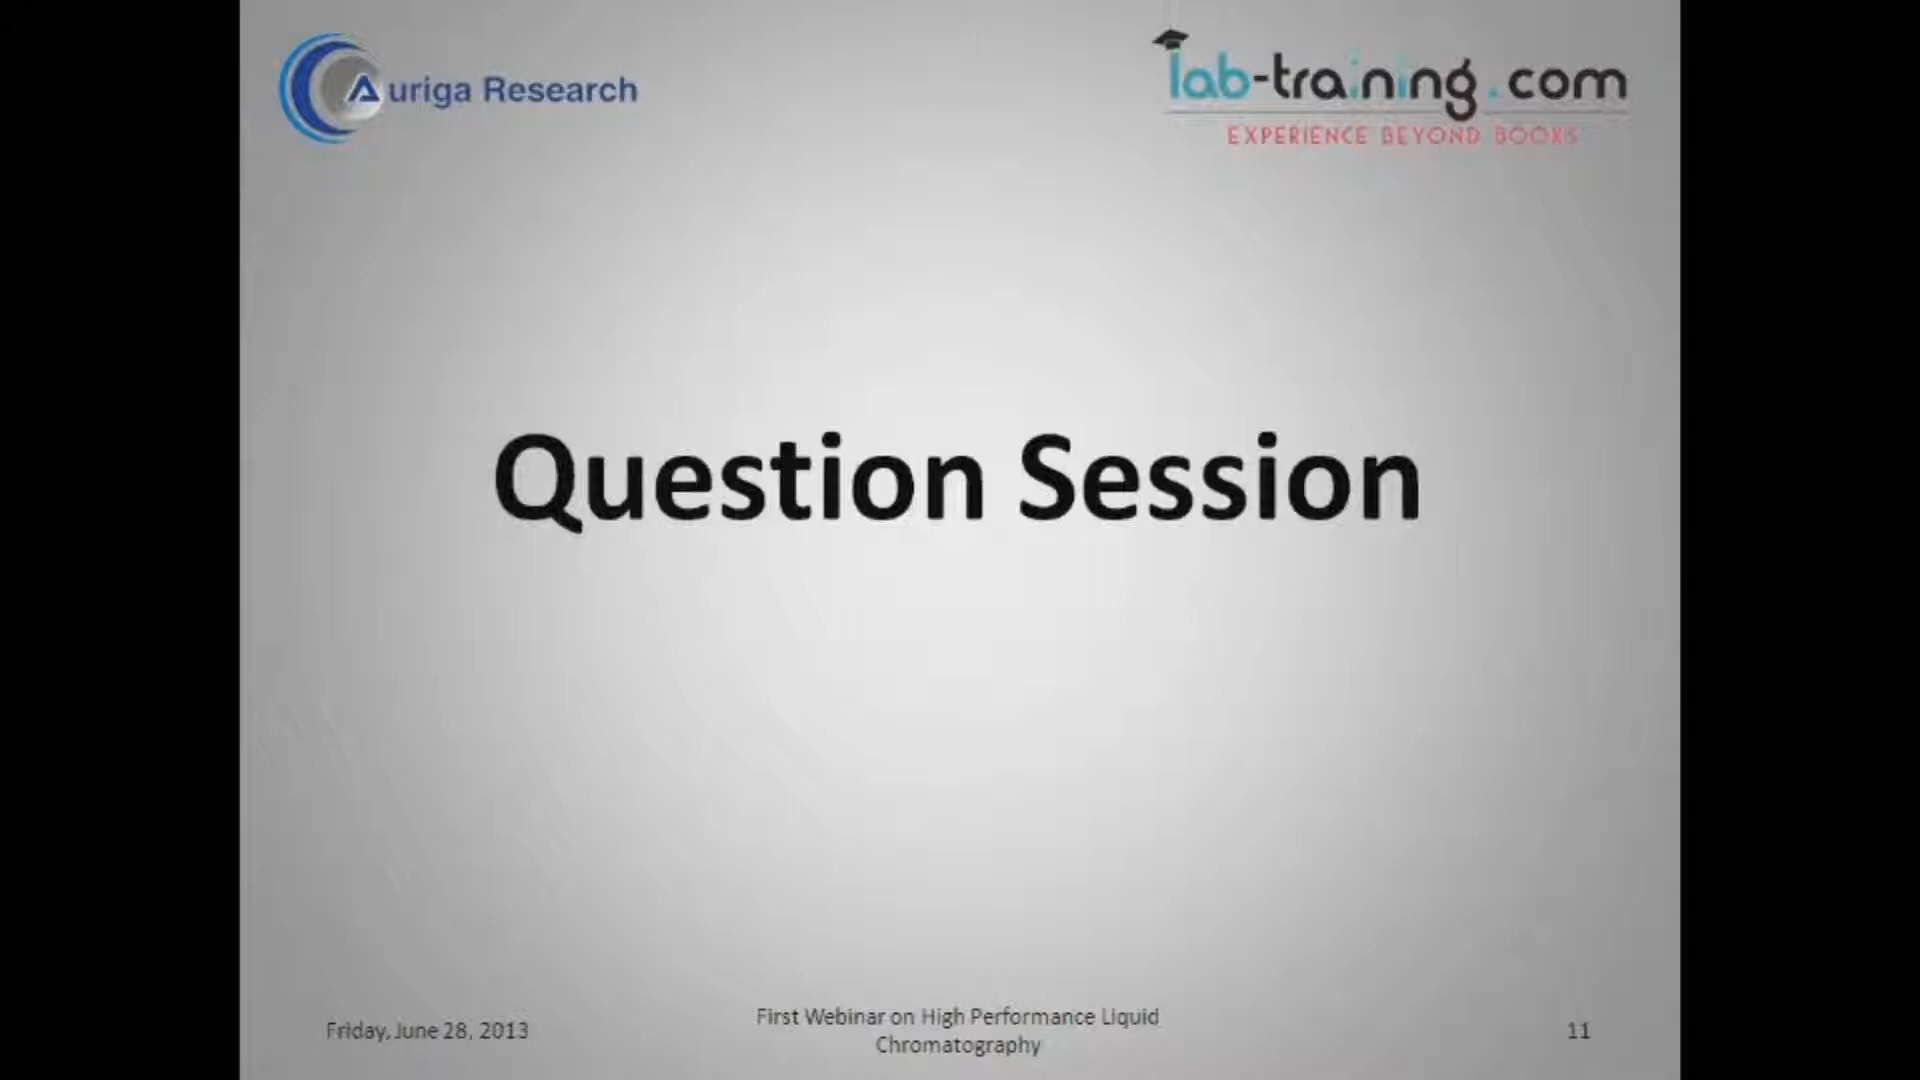 Auriga Research
lab-training.com
EXPERIENCE BEYOND BOOKS
Question Session
Friday, June 28, 2013
First Webinar on High Performance Liquid
Chromatography
11